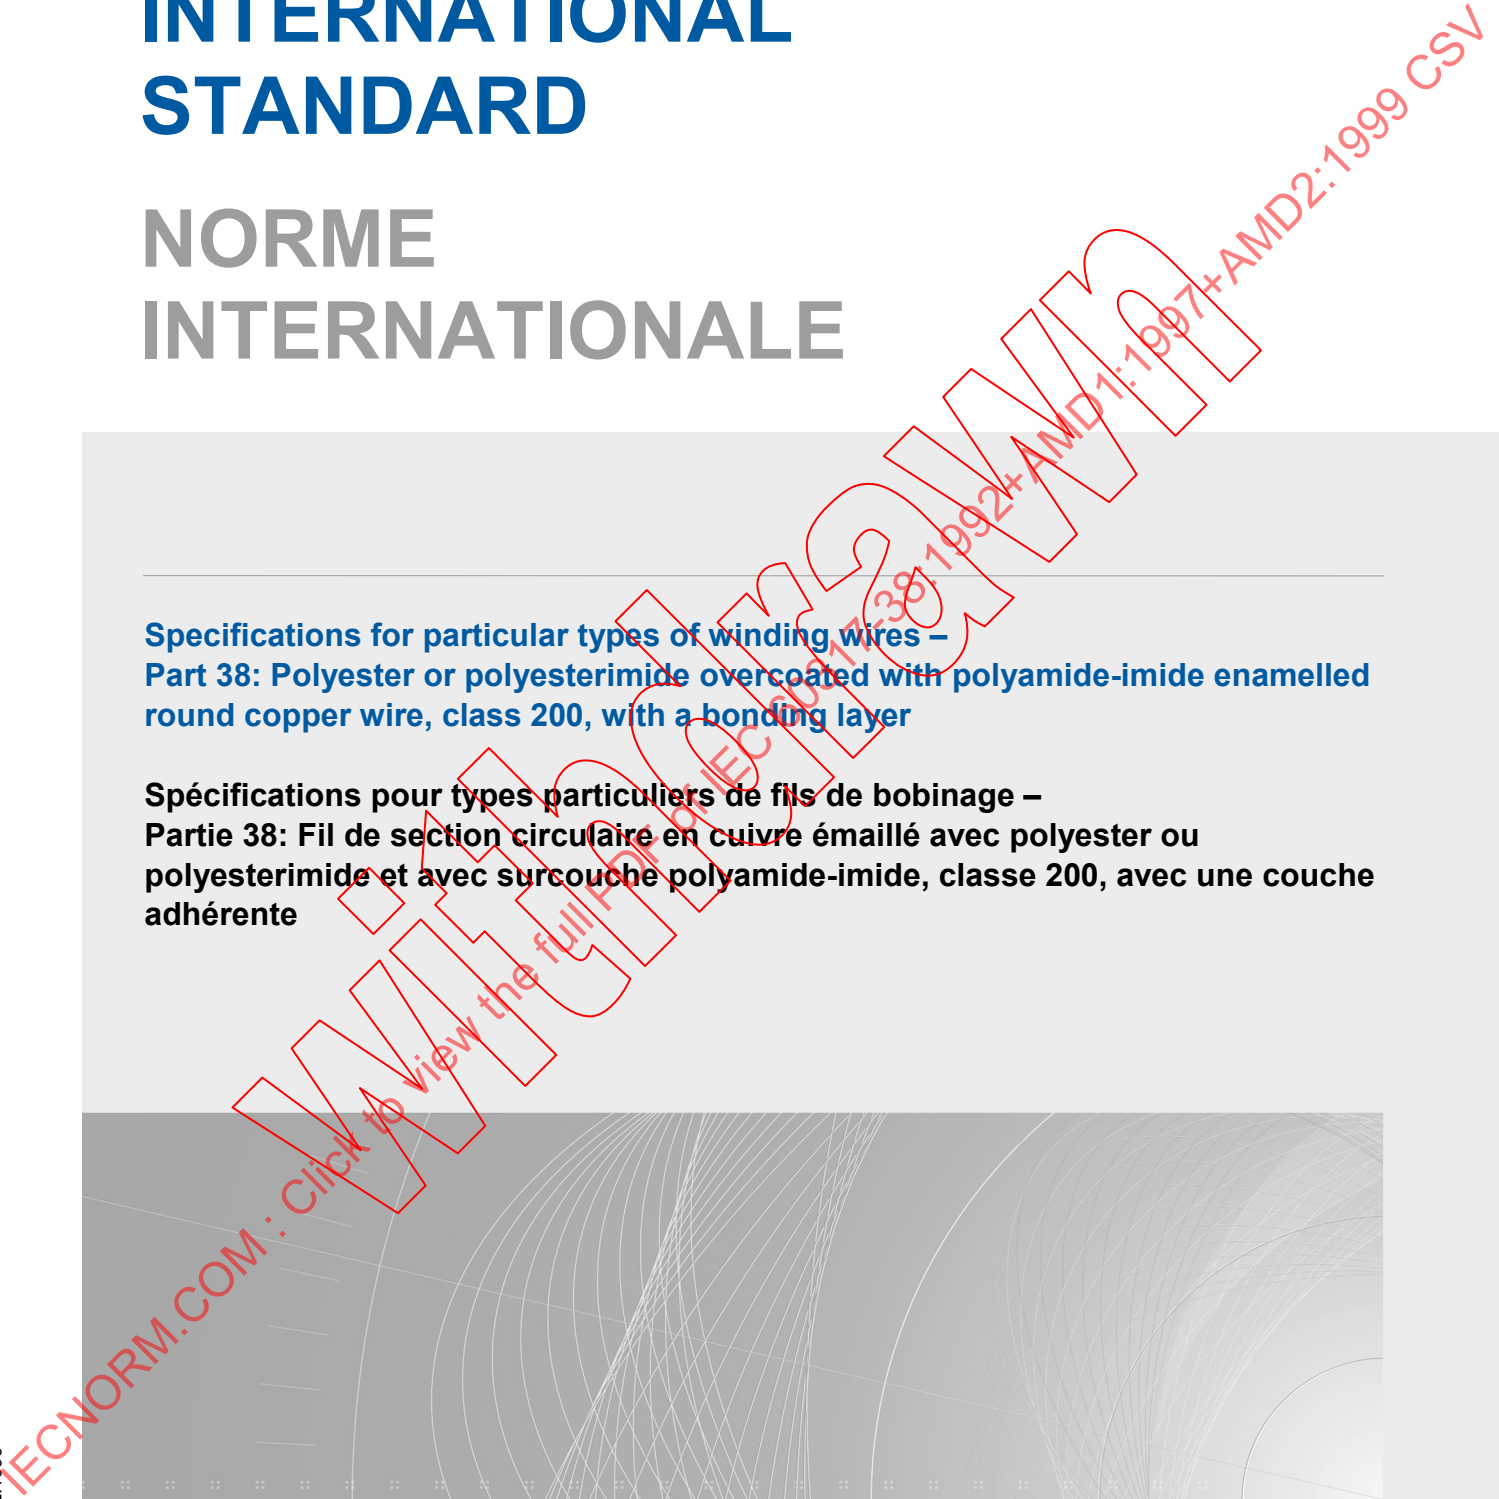 INTERNATIONAL
STANDARD
NORME
INTERNATIONALE
Specifications for particular types of winding wires –
Part 38: Polyester or polyesterimide overcoated with polyamide-imide enamelled
round copper wire, class 200, with a bonding layer
Spécifications pour types particuliers de fils de bobinage –
Partie 38: Fil de section circulaire en cuivre émaillé avec polyester ou
polyesterimide et avec surcouche polyamide-imide, classe 200, avec une couche
adhérente
withdrawn
IECNORM.COM : Click to view the full PDF of IEC 60317-38:1992+AMD1:1997+AMD2:1999 CSV